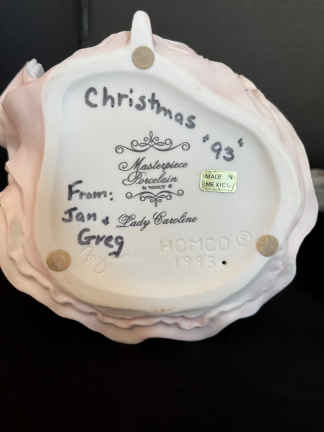 Christmas
"93"
Masterpiece
Porcelain
by HOMCO ®
MADE IN
MEXICO
From:
Jan &
Greg
Lady Caroline
HOMCO ©
1993